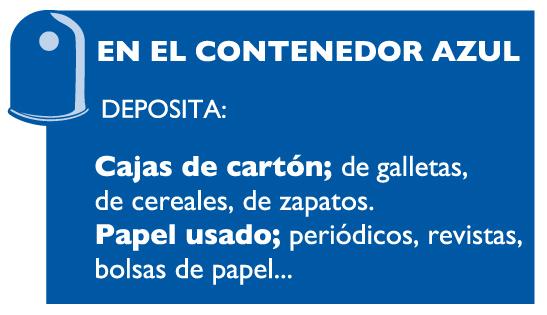 EN EL CONTENEDOR AZUL
DEPOSITA:
Cajas de cartón; de galletas,
de cereales, de zapatos.
Papel usado; periódicos, revistas,
bolsas de papel...